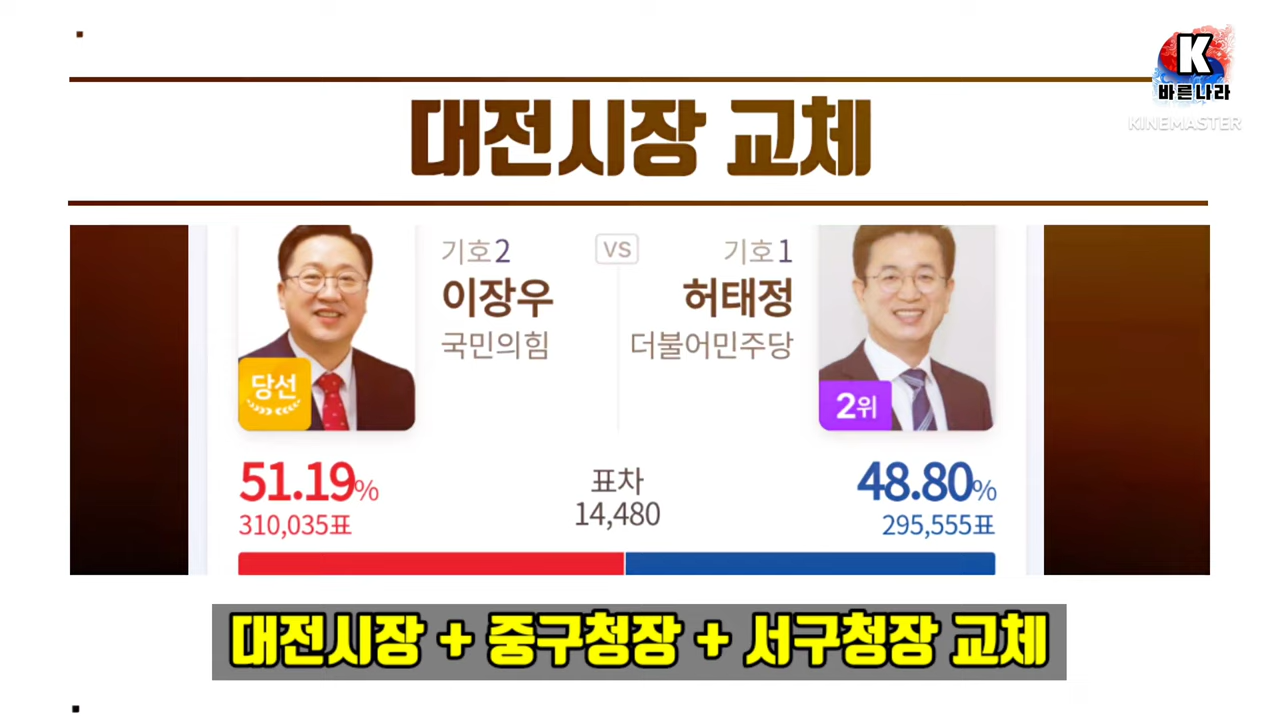 K
바른나라
KINEMASTER
대전시장 교체
기호2
VS
기호1
이장우
허태정
국민의힘
더불어민주당
당선
2위
51.19%
표차
48.80%
310,035표
14,480
295,555표
대전시장 + 중구청장 + 서구청장 교체